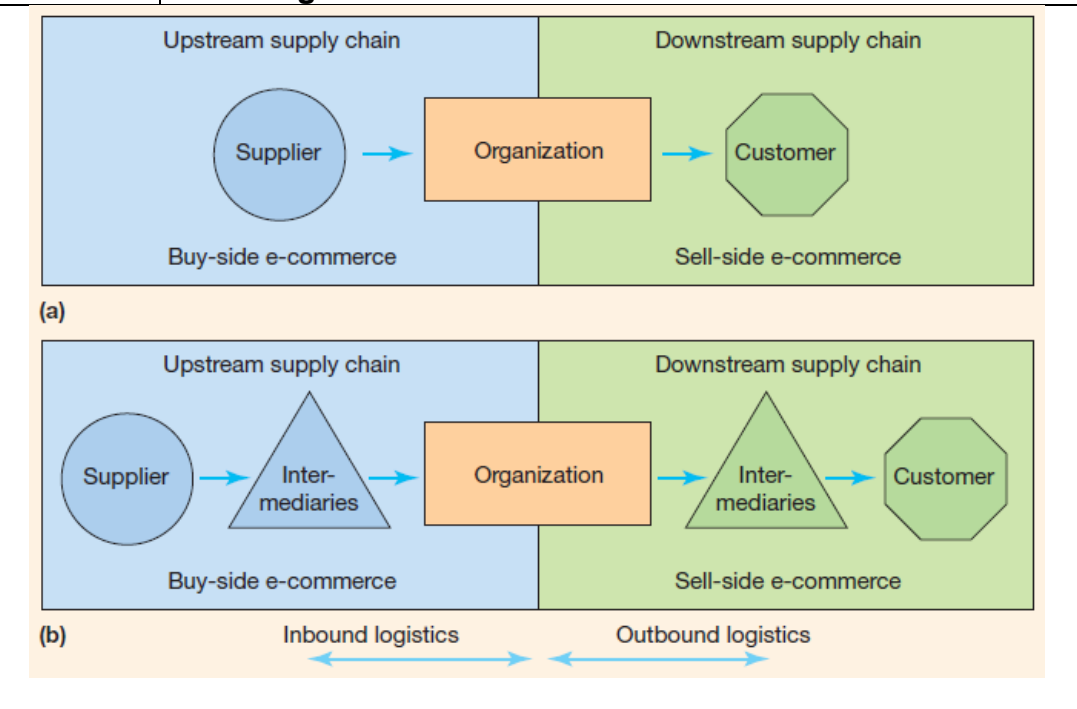 Upstream supply chain
Downstream supply chain
Supplier
Organization
Customer
Buy-side e-commerce
Sell-side e-commerce
(a)
Upstream supply chain
Downstream supply chain
Supplier
Inter-
mediaries
Organization
Inter-
mediaries
Customer
Buy-side e-commerce
Sell-side e-commerce
(b)
Inbound logistics
Outbound logistics